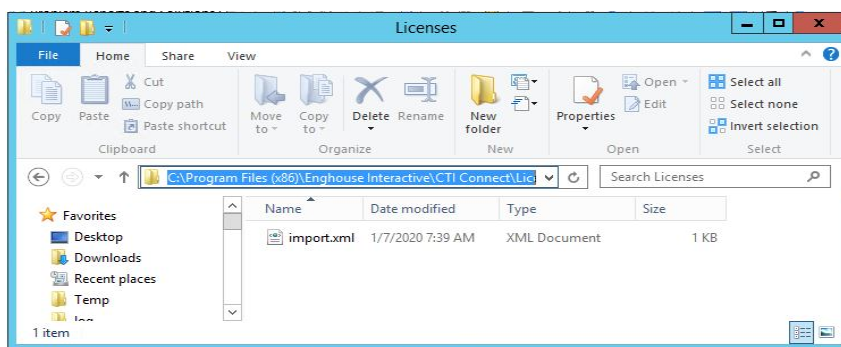 Licenses
File Home Share View
Copy
Paste
Cut
Copy path
Paste shortcut
Clipboard
Move to
Copy to
Delete
Rename
Organize
New folder
New
Properties
Open
Edit
Open
Select all
Select none
Invert selection
Select
C:\Program Files (x86)\Enghouse Interactive\CTI Connect\Lic
Search Licenses
Favorites
Desktop
Downloads
Recent places
Temp
Name Date modified Type Size
import.xml 1/7/2020 7:39 AM XML Document 1 KB
1 item